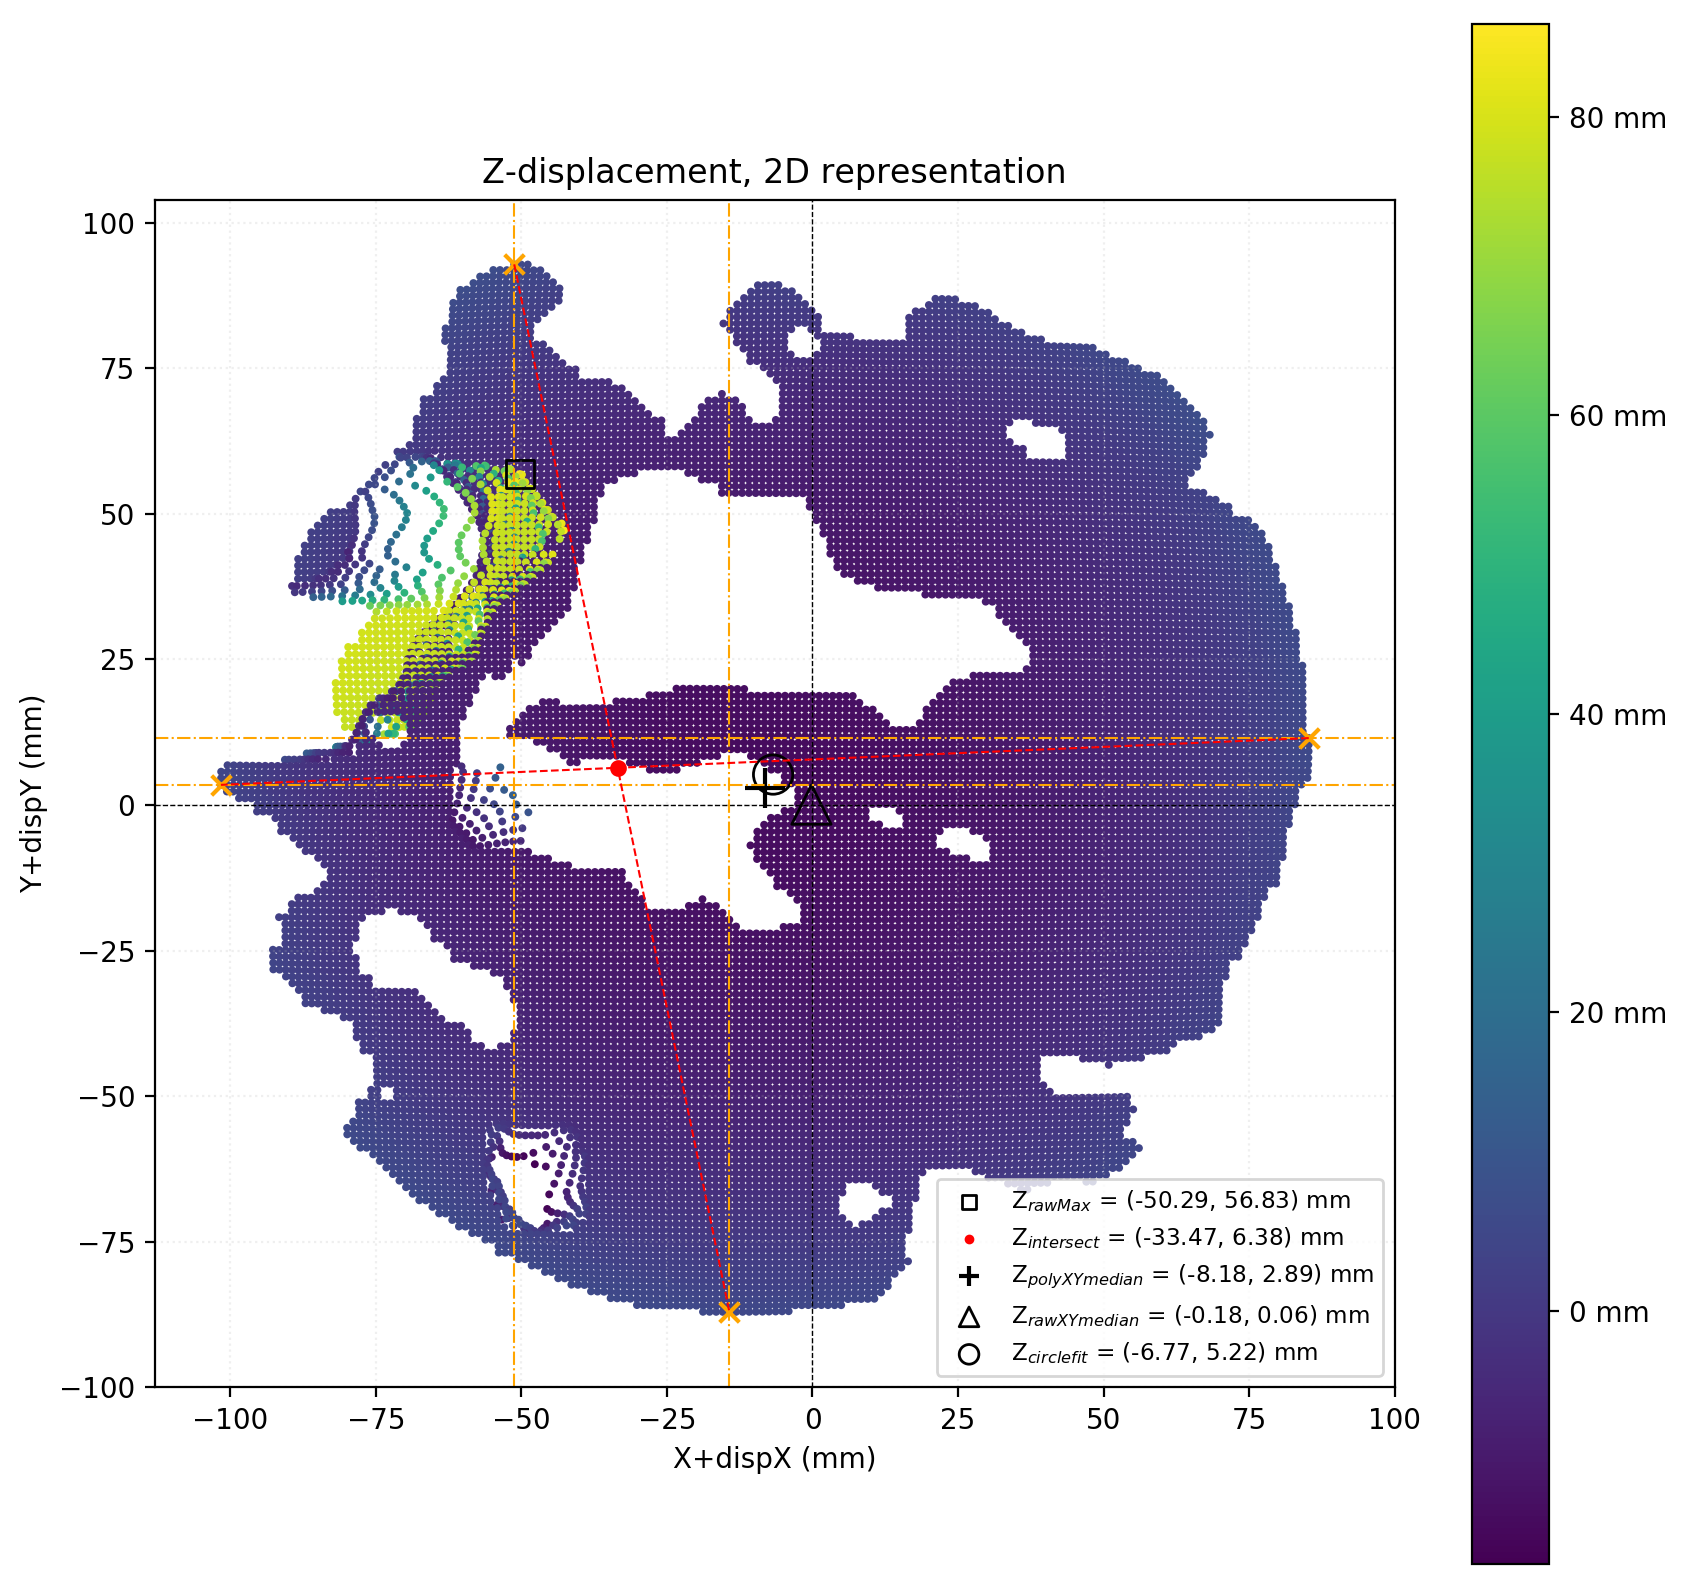 Z-displacement, 2D representation
100
75
50
25
0
−25
−50
−75
−100
Y+dispY (mm)
−100
−75
−50
−25
0
25
50
75
100
X+dispX (mm)
Z_rawMax = (-50.29, 56.83) mm
Z_intersect = (-33.47, 6.38) mm
Z_polyXYmedian = (-8.18, 2.89) mm
Z_rawXYmedian = (-0.18, 0.06) mm
Z_circlefit = (-6.77, 5.22) mm
80 mm
60 mm
40 mm
20 mm
0 mm